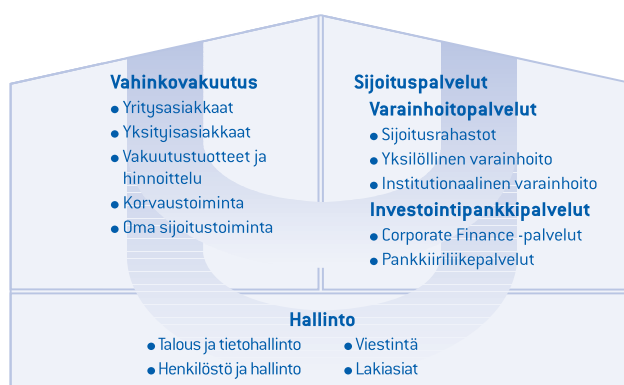 Vahinkovakuutus
• Yritysasiakkaat
• Yksityisasiakkaat
• Vakuutustuotteet ja
hinnoittelu
• Korvaustoiminta
• Oma sijoitustoiminta
Sijoituspalvelut
Varainhoitopalvelut
• Sijoitusrahastot
• Yksilöllinen varainhoito
• Institutionaalinen varainhoito
Investointipankkipalvelut
• Corporate Finance -palvelut
• Pankkiiriliikepalvelut
Hallinto
• Talous ja tietohallinto
• Henkilöstö ja hallinto
• Viestintä
• Lakiasiat